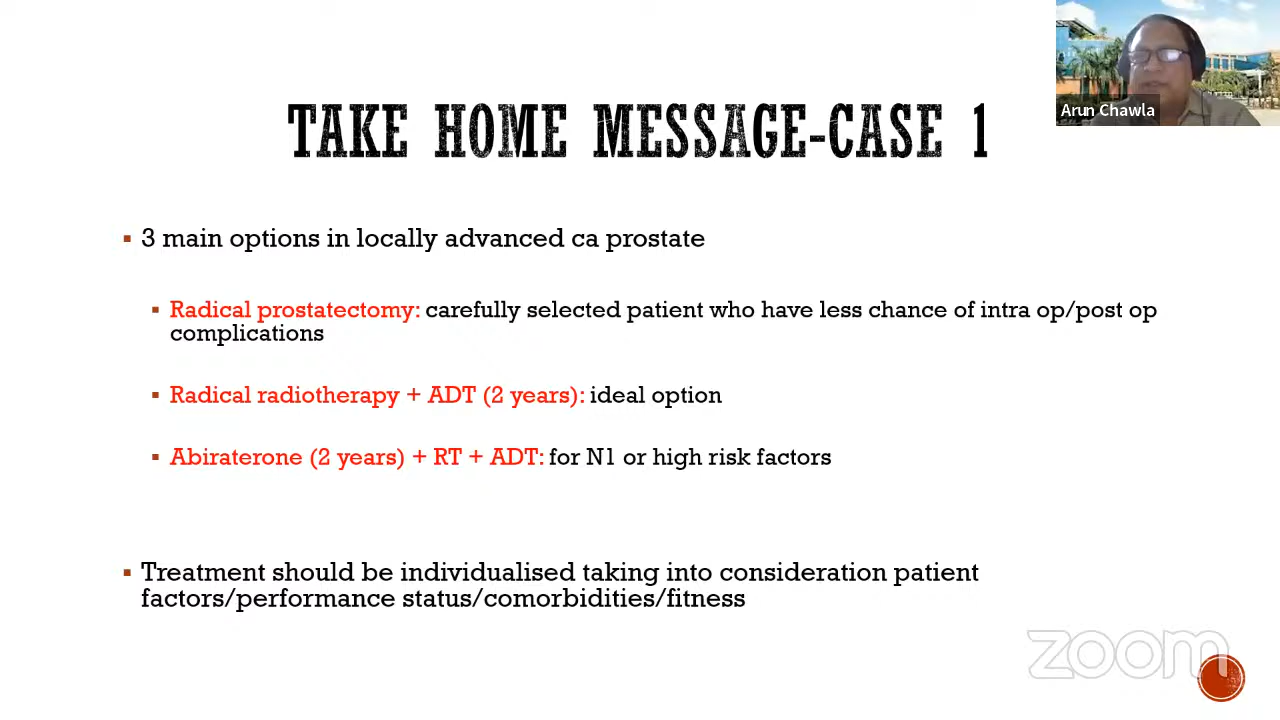 Arun Chawla
TAKE HOME MESSAGE-CASE 1
▪ 3 main options in locally advanced ca prostate
▪ Radical prostatectomy: carefully selected patient who have less chance of intra op/post op
complications
▪ Radical radiotherapy + ADT (2 years): ideal option
▪ Abiraterone (2 years) + RT + ADT: for N1 or high risk factors
▪ Treatment should be individualised taking into consideration patient
factors/performance status/comorbidities/fitness
zoom